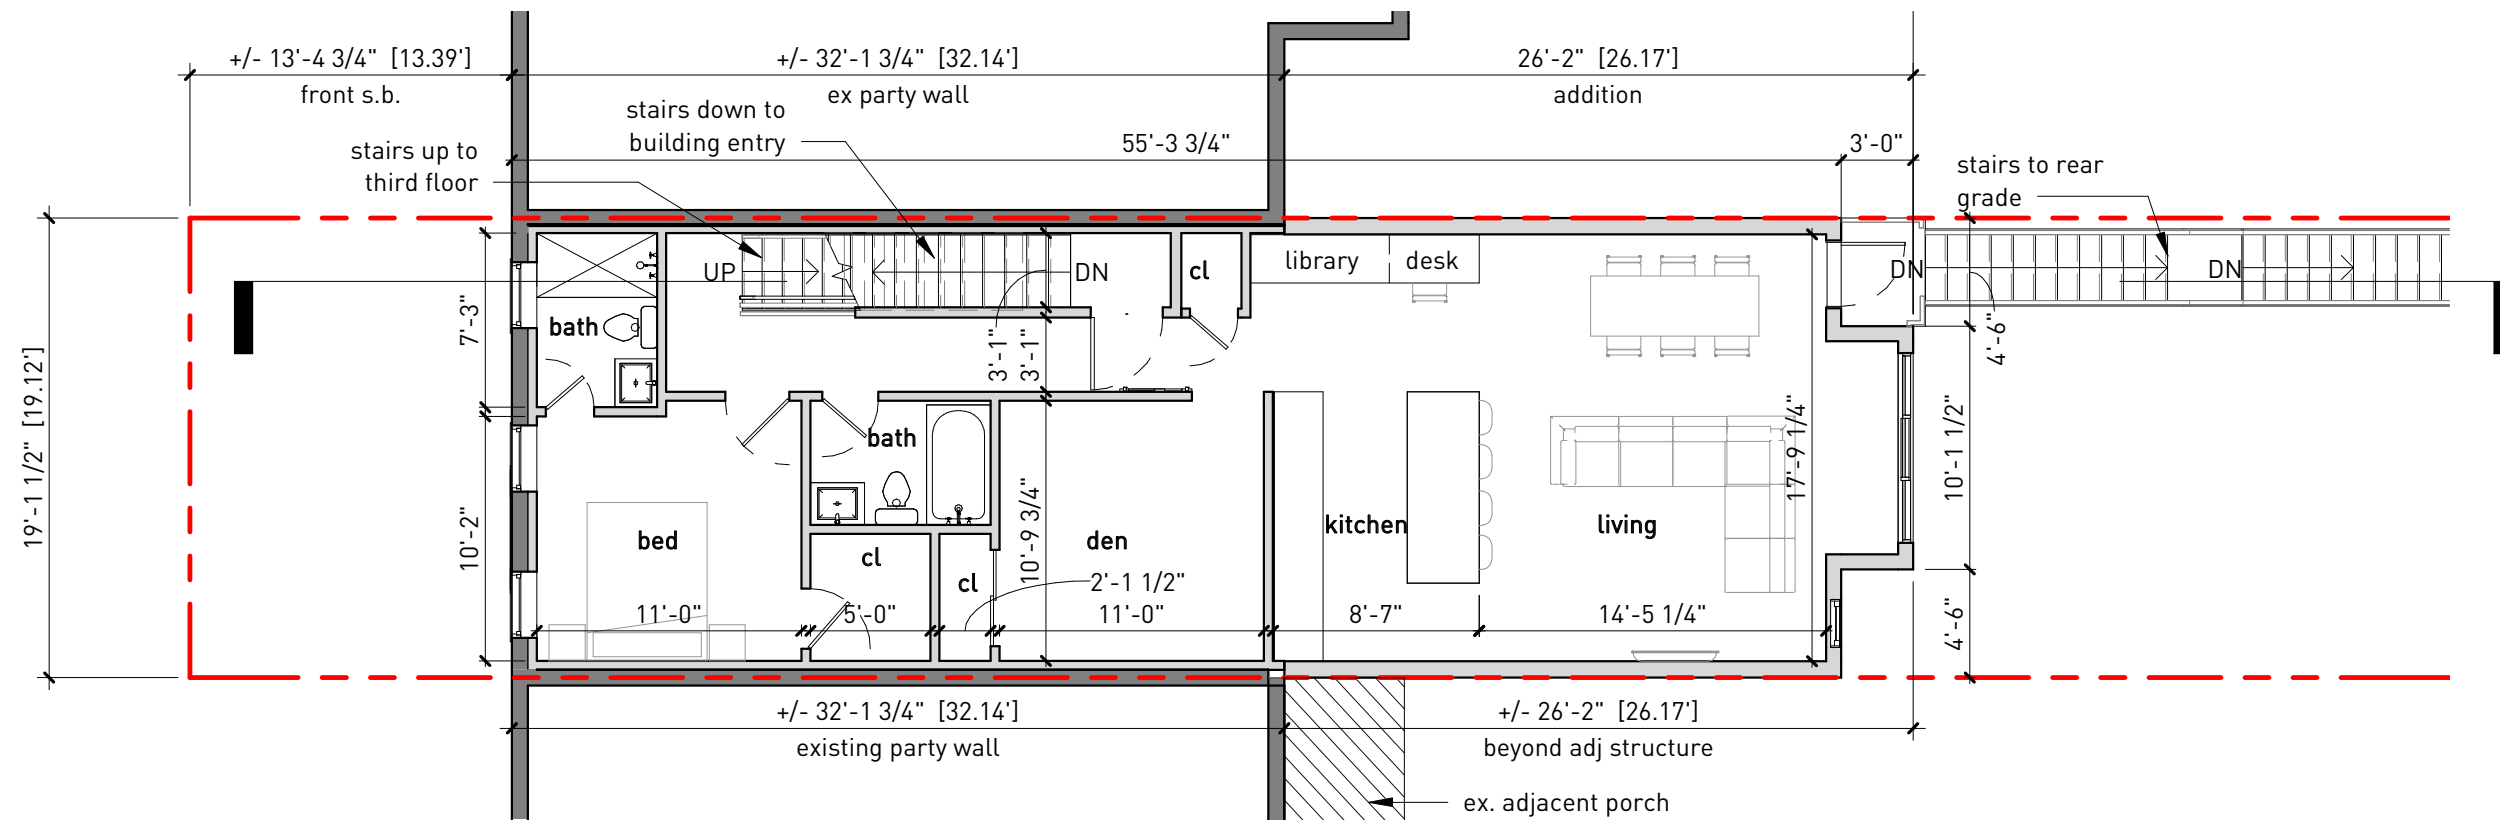 +/- 13'-4 3/4" [13.39']
front s.b.
+/- 32'-1 3/4" [32.14']
ex party wall
26'-2" [26.17']
addition
stairs down to
building entry
55'-3 3/4"
3'-0"
stairs up to
third floor
stairs to rear
grade
UP
DN
cl
library
desk
DN
DN
7'-3"
bath
3'-1"
3'-1"
4'-6"
19'-1 1/2" [19.12']
bath
17'-9 1/4"
10'-1 1/2"
10'-2"
bed
cl
cl
10'-9 3/4"
den
kitchen
living
2'-1 1/2"
11'-0"
5'-0"
11'-0"
8'-7"
14'-5 1/4"
4'-6"
+/- 32'-1 3/4" [32.14']
existing party wall
+/- 26'-2" [26.17']
beyond adj structure
ex. adjacent porch